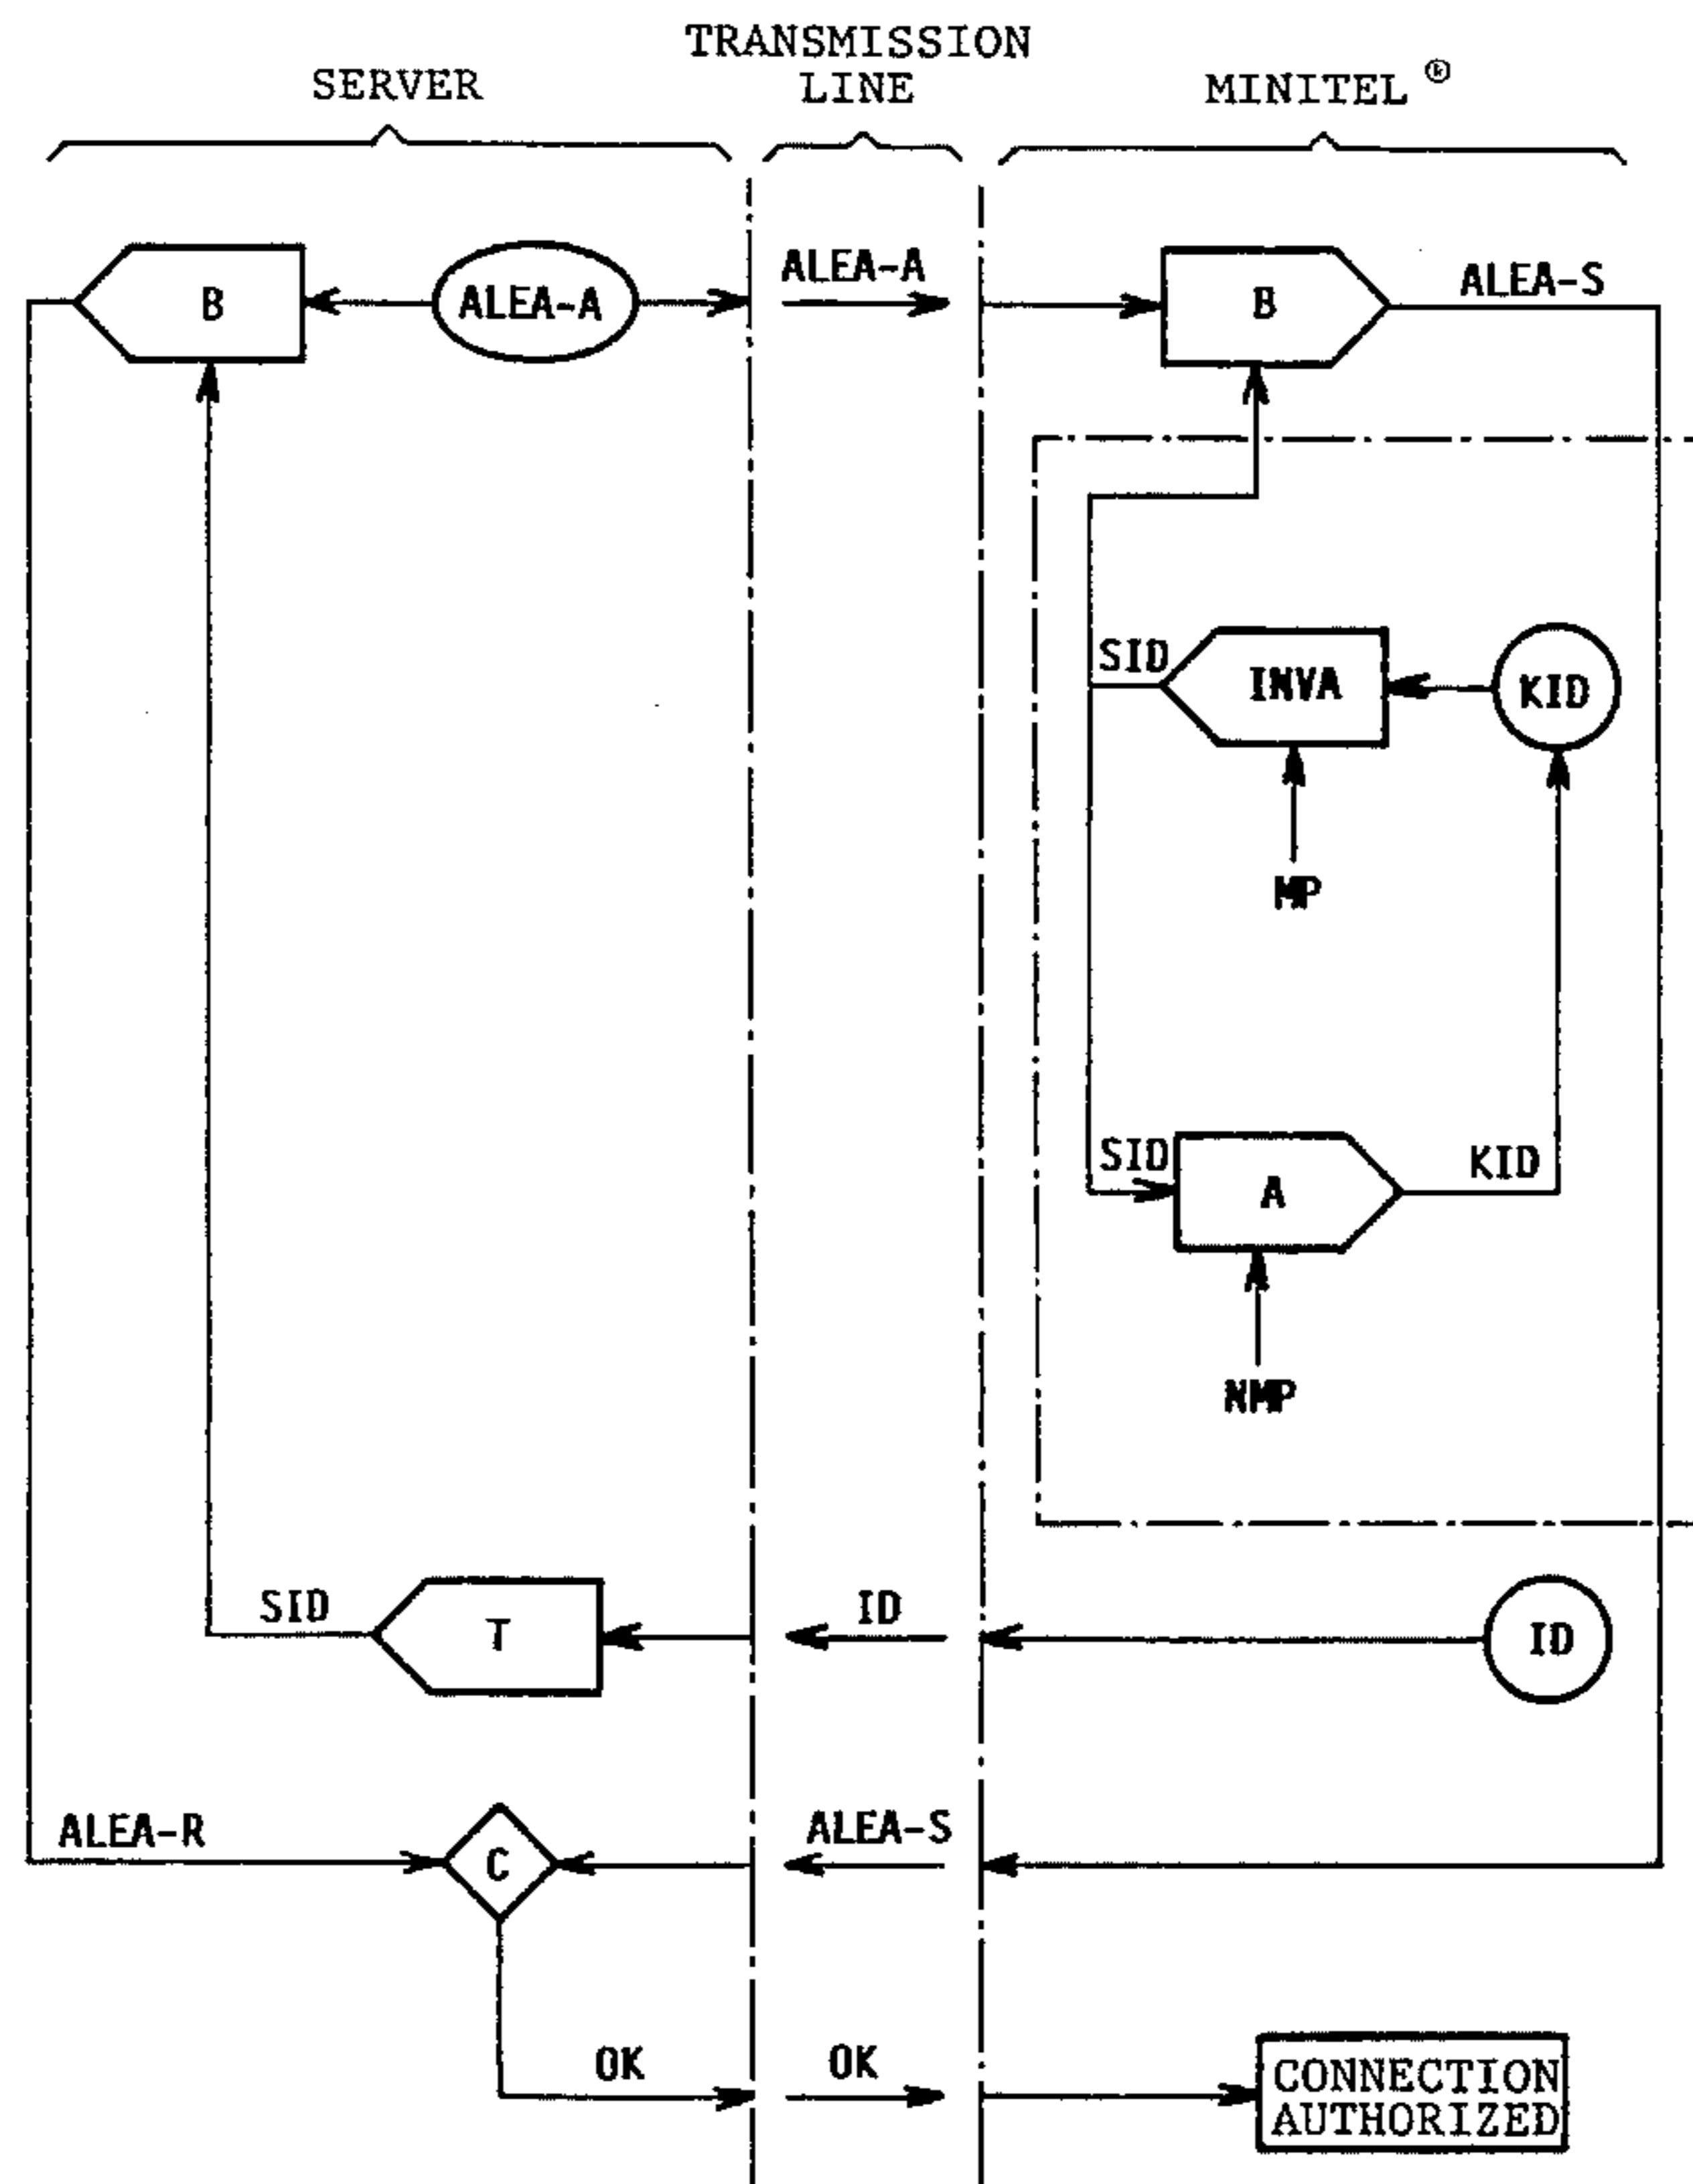 SERVER
TRANSMISSION
LINE
MINITEL ®
B
ALEA-A
ALEA-A
B
ALEA-S
SID
INVA
KID
MP
SID
A
KID
NMP
SID
T
ID
ID
ALEA-R
C
ALEA-S
OK
OK
CONNECTION
AUTHORIZED